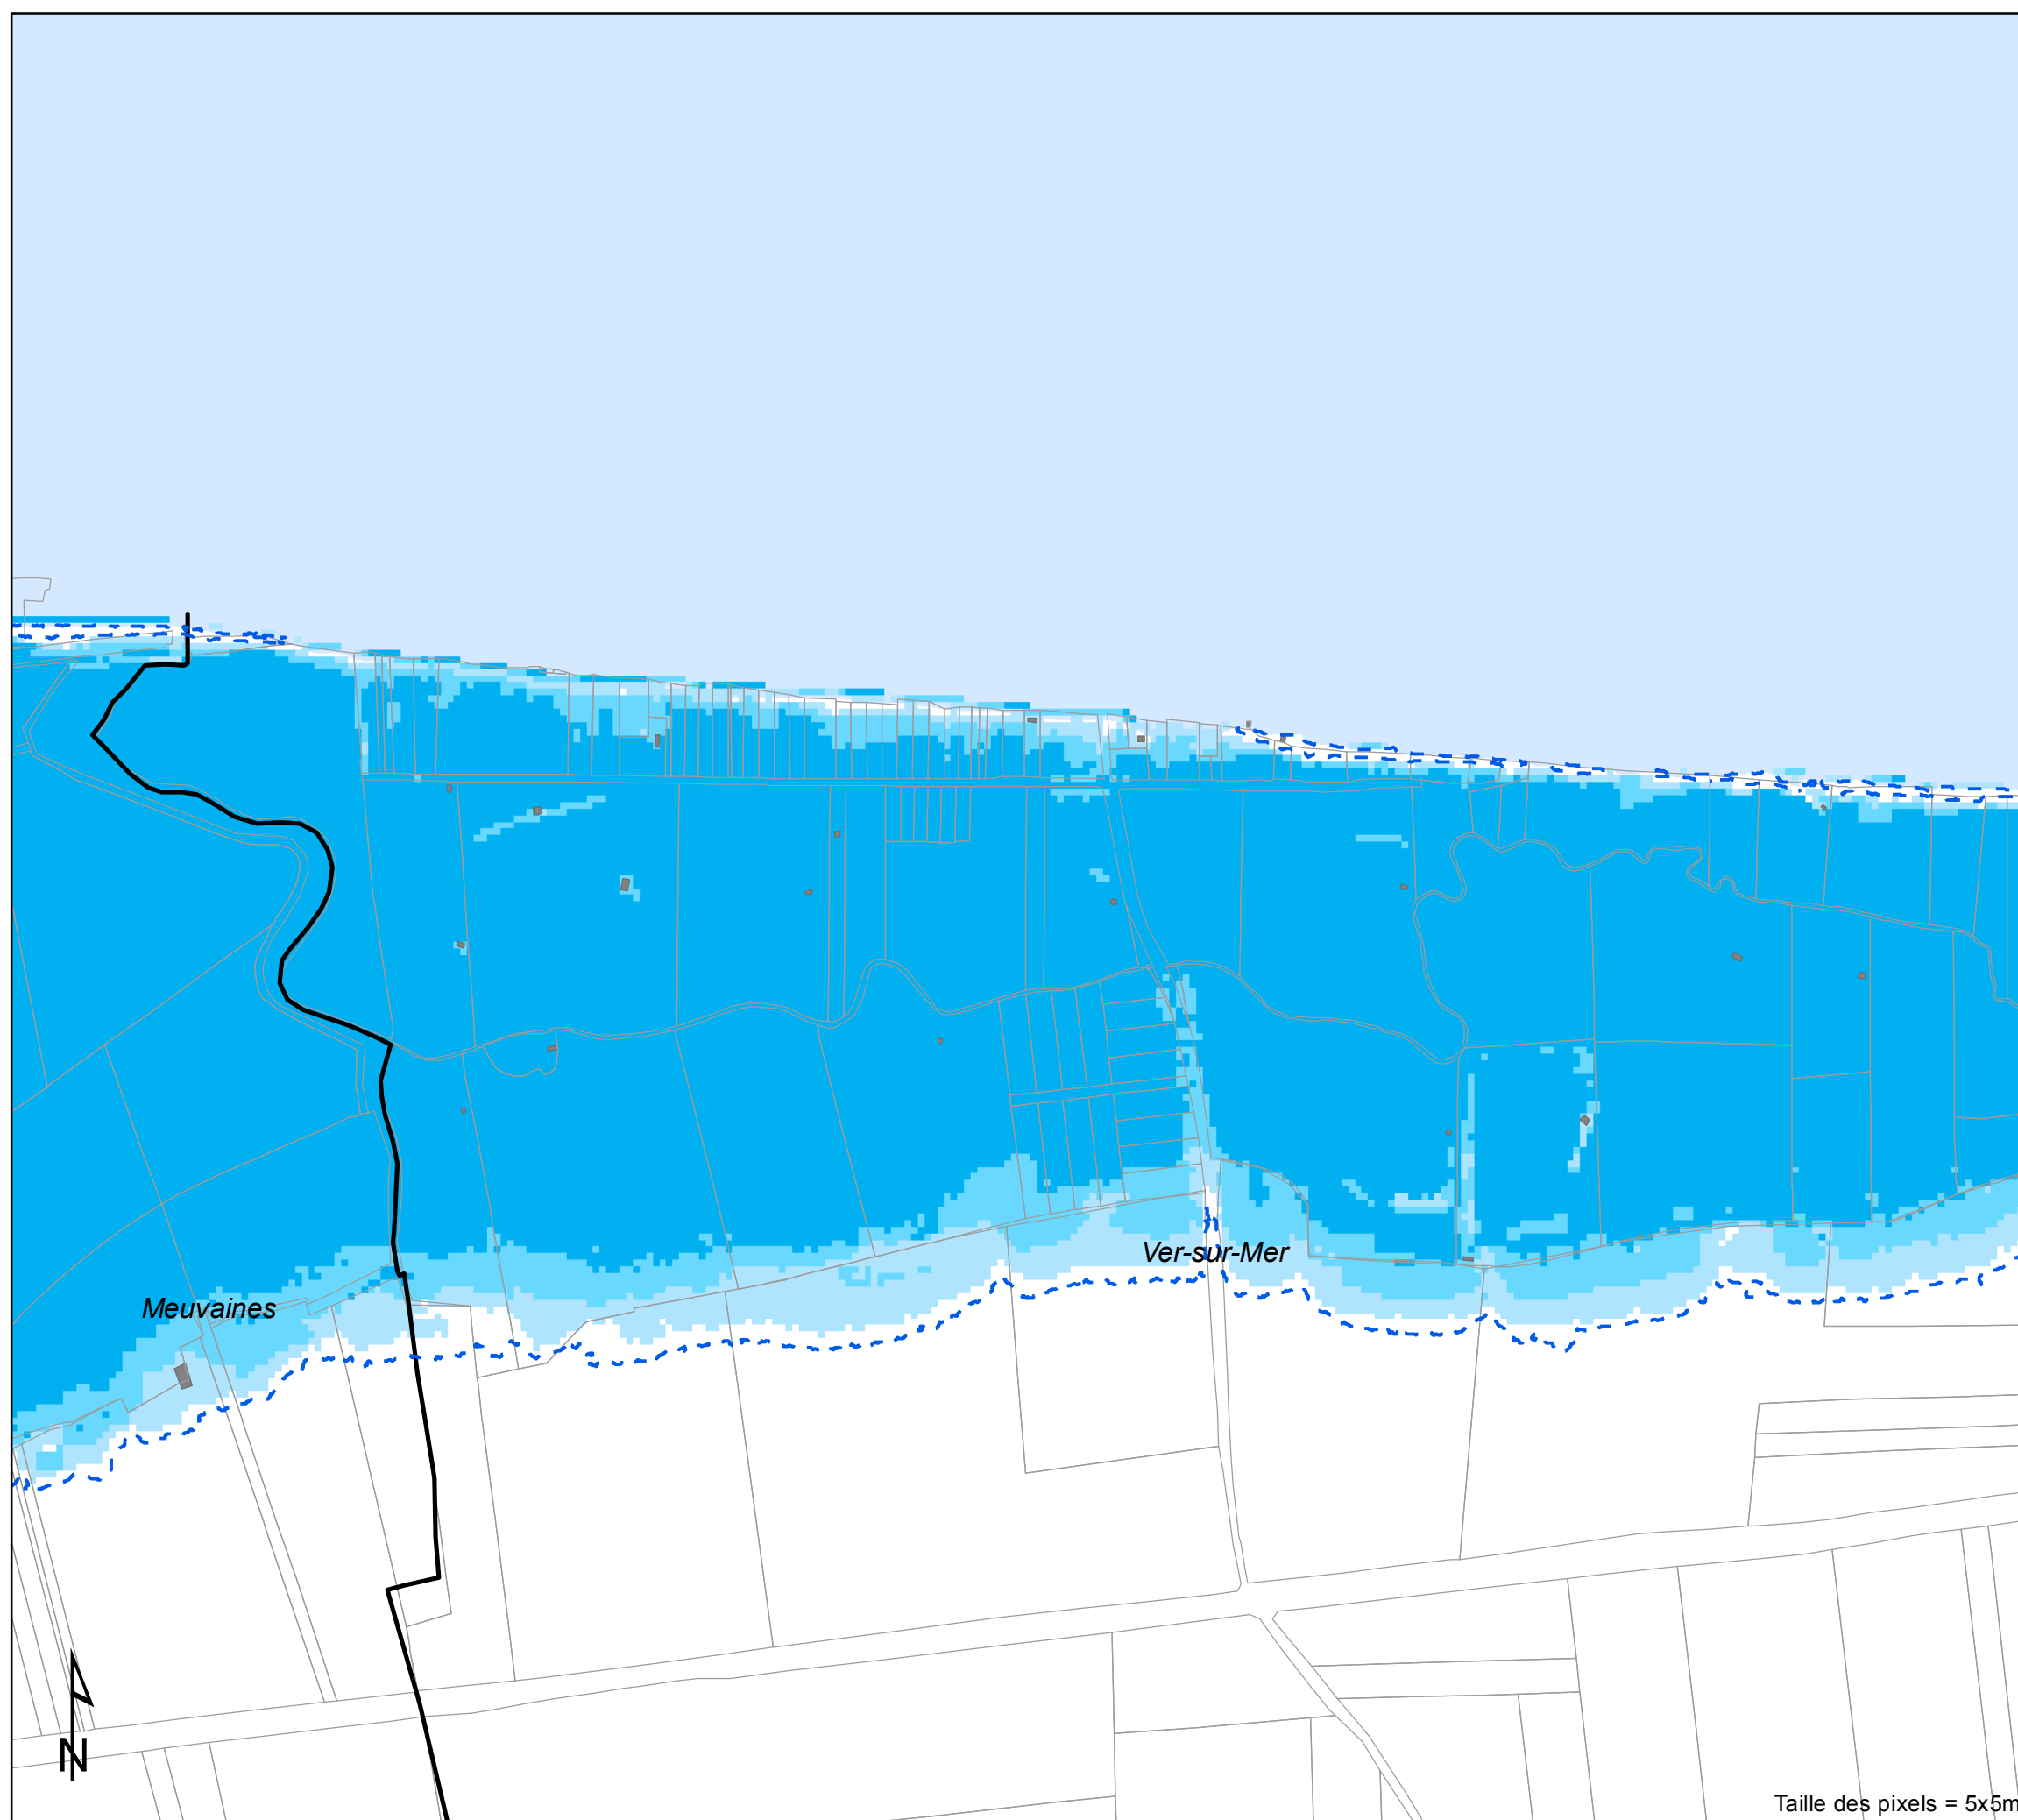 Ver-sur-Mer
Meuvaines
N
Taille des pixels = 5x5m